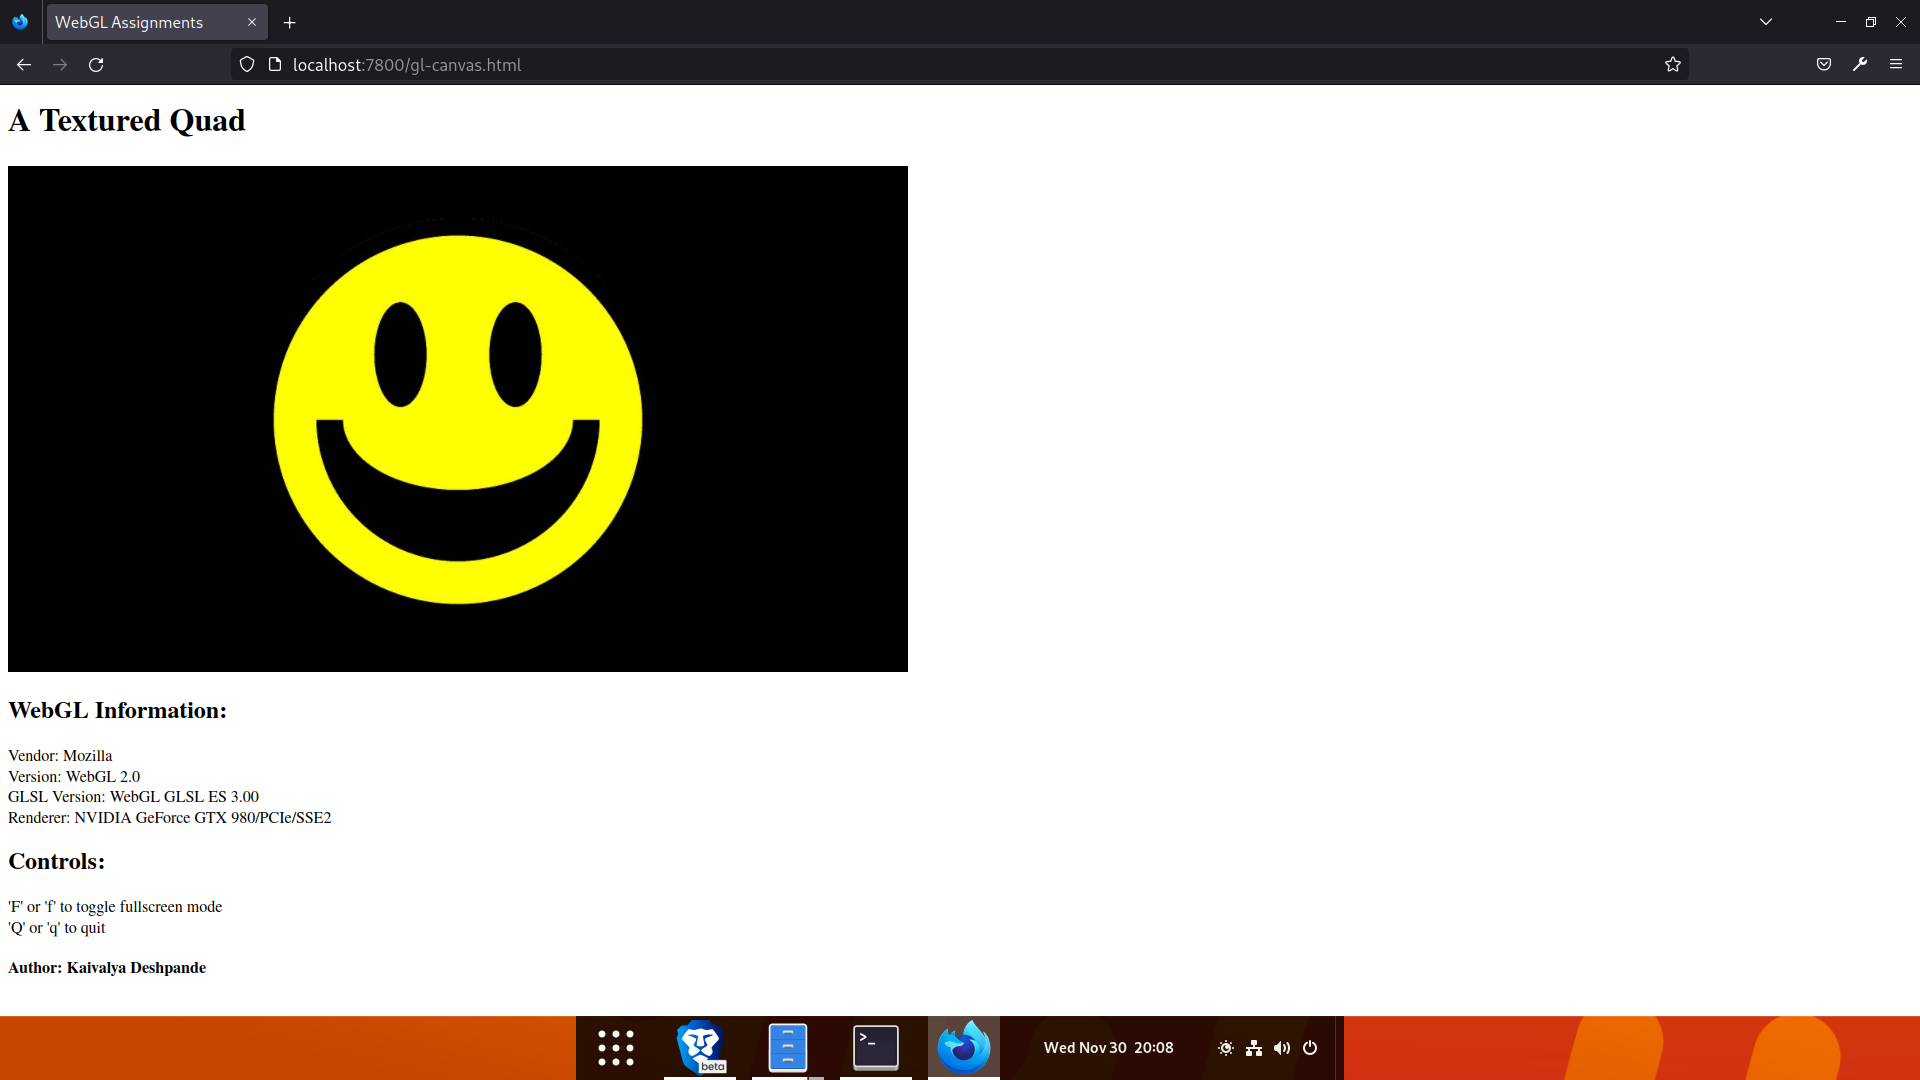 WebGL Assignments
localhost:7800/gl-canvas.html
A Textured Quad
WebGL Information:
Vendor: Mozilla
Version: WebGL 2.0
GLSL Version: WebGL GLSL ES 3.00
Renderer: NVIDIA GeForce GTX 980/PCIe/SSE2
Controls:
'F' or 'f' to toggle fullscreen mode
'Q' or 'q' to quit
Author: Kaivalya Deshpande
beta
>_
Wed Nov 30 20:08